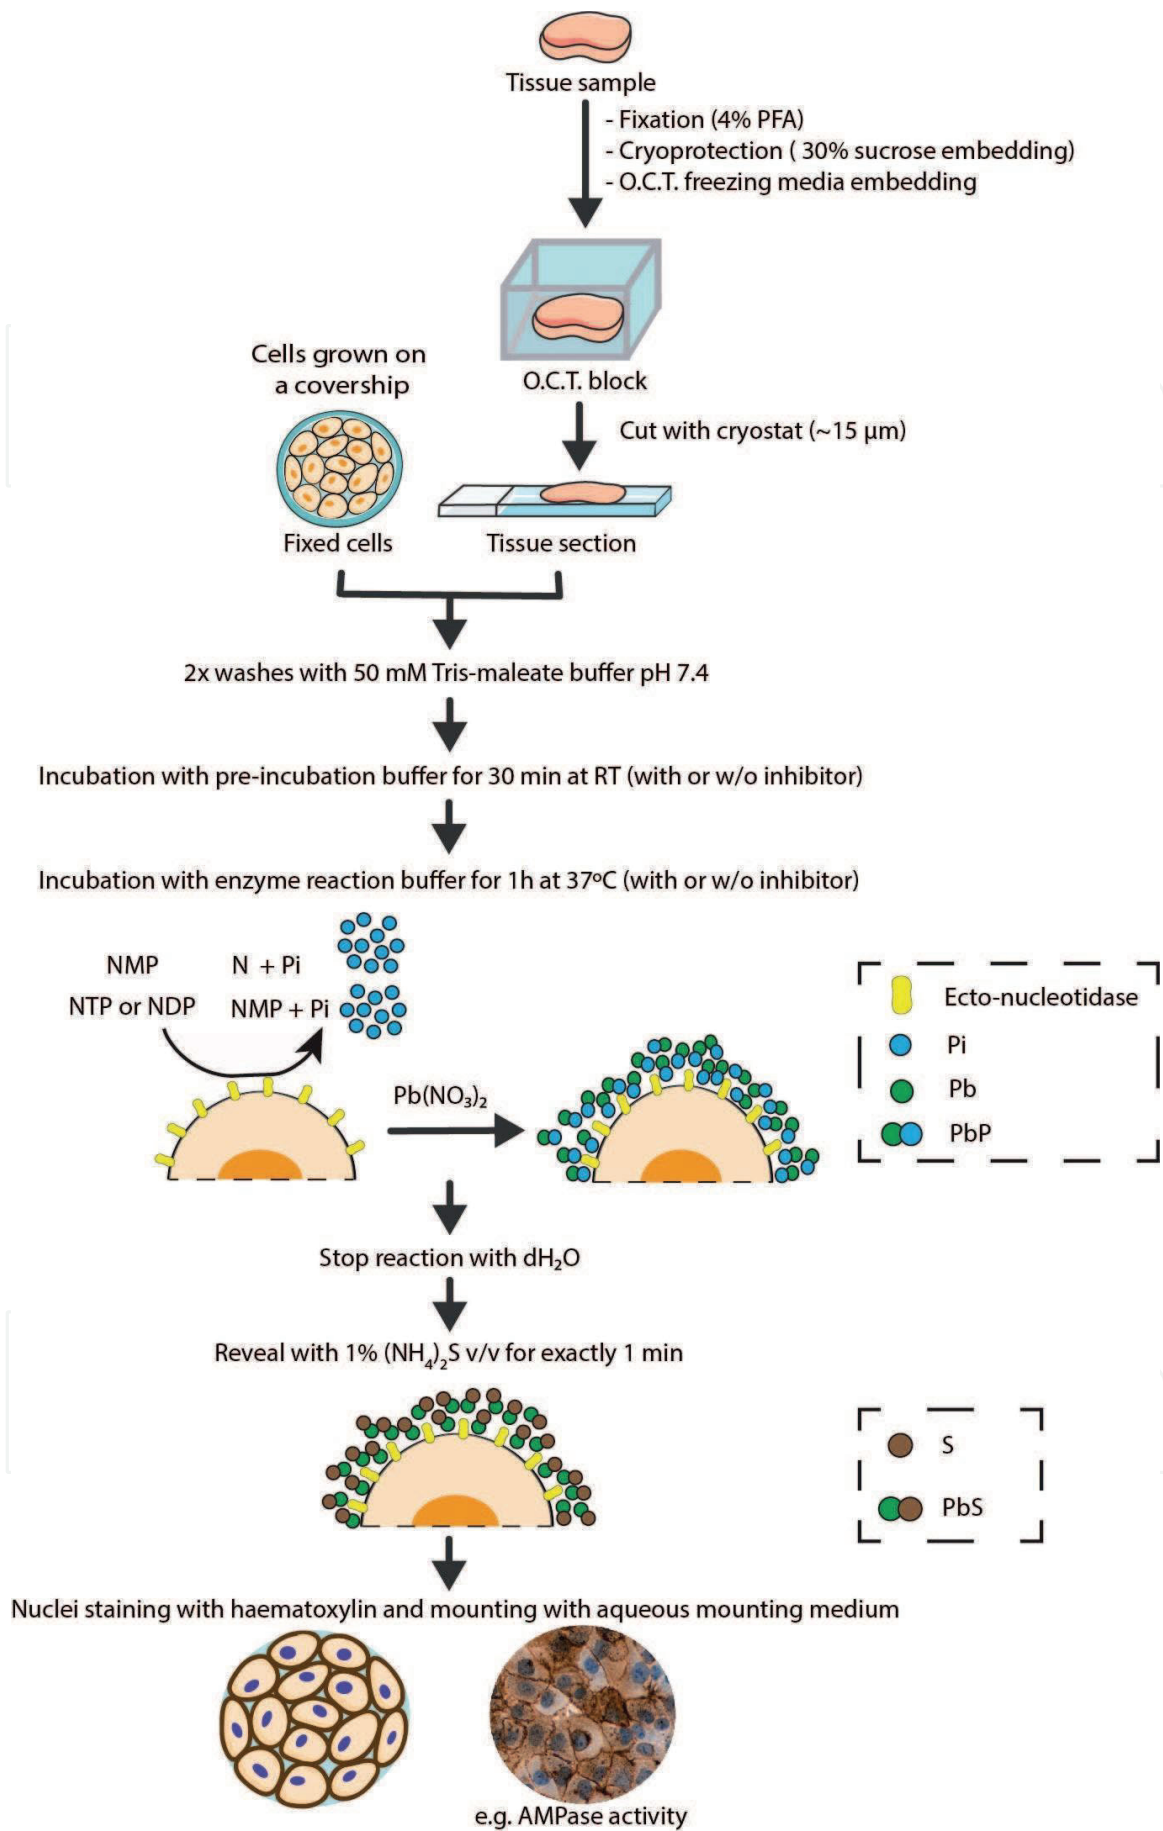 Tissue sample
- Fixation (4% PFA)
- Cryoprotection ( 30% sucrose embedding)
- O.C.T. freezing media embedding
O.C.T. block
Cells grown on
a covership
Cut with cryostat (~15 µm)
Fixed cells
Tissue section
2x washes with 50 mM Tris-maleate buffer pH 7.4
Incubation with pre-incubation buffer for 30 min at RT (with or w/o inhibitor)
Incubation with enzyme reaction buffer for 1h at 37ºC (with or w/o inhibitor)
NMP N + Pi
NTP or NDP NMP + Pi
Ecto-nucleotidase
Pi
Pb
PbP
Pb(NO₃)₂
Stop reaction with dH₂O
Reveal with 1% (NH₄)₂S v/v for exactly 1 min
S
PbS
Nuclei staining with haematoxylin and mounting with aqueous mounting medium
e.g. AMPase activity